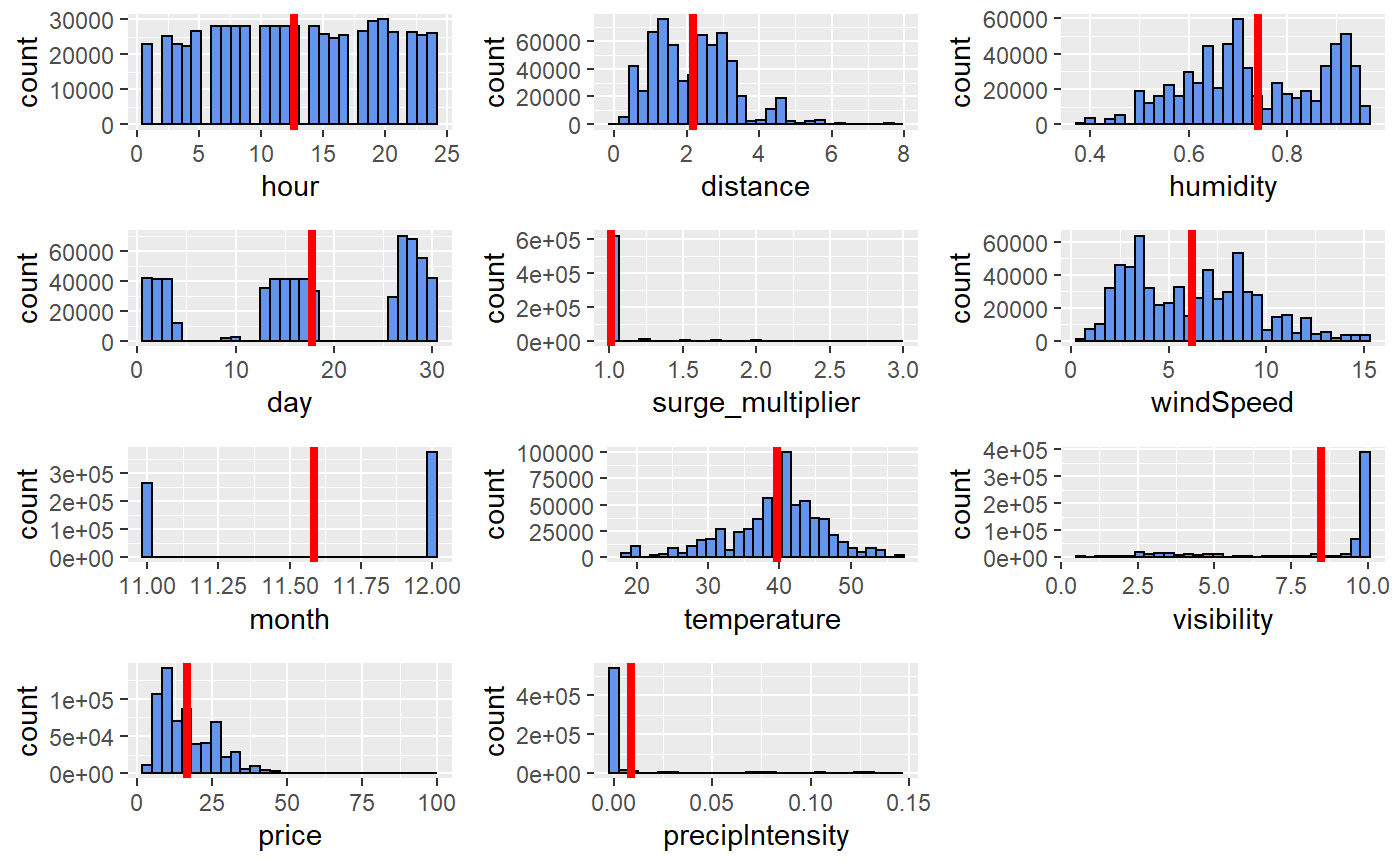 30000
20000
10000
0
count
0 5 10 15 20 25
hour
60000
40000
20000
0
count
0 2 4 6 8
distance
60000
40000
20000
0
count
0.4 0.6 0.8
humidity
60000
40000
20000
0
count
0 10 20 30
day
6e+05
4e+05
2e+05
0e+00
count
1.0 1.5 2.0 2.5 3.0
surge_multiplier
60000
40000
20000
0
count
0 5 10 15
windSpeed
3e+05
2e+05
1e+05
0e+00
count
11.00 11.25 11.50 11.75 12.00
month
100000
75000
50000
25000
0
count
20 30 40 50
temperature
4e+05
3e+05
2e+05
1e+05
0e+00
count
0.0 2.5 5.0 7.5 10.0
visibility
1e+05
5e+04
0e+00
count
0 25 50 75 100
price
4e+05
2e+05
0e+00
count
0.00 0.05 0.10 0.15
precipIntensity